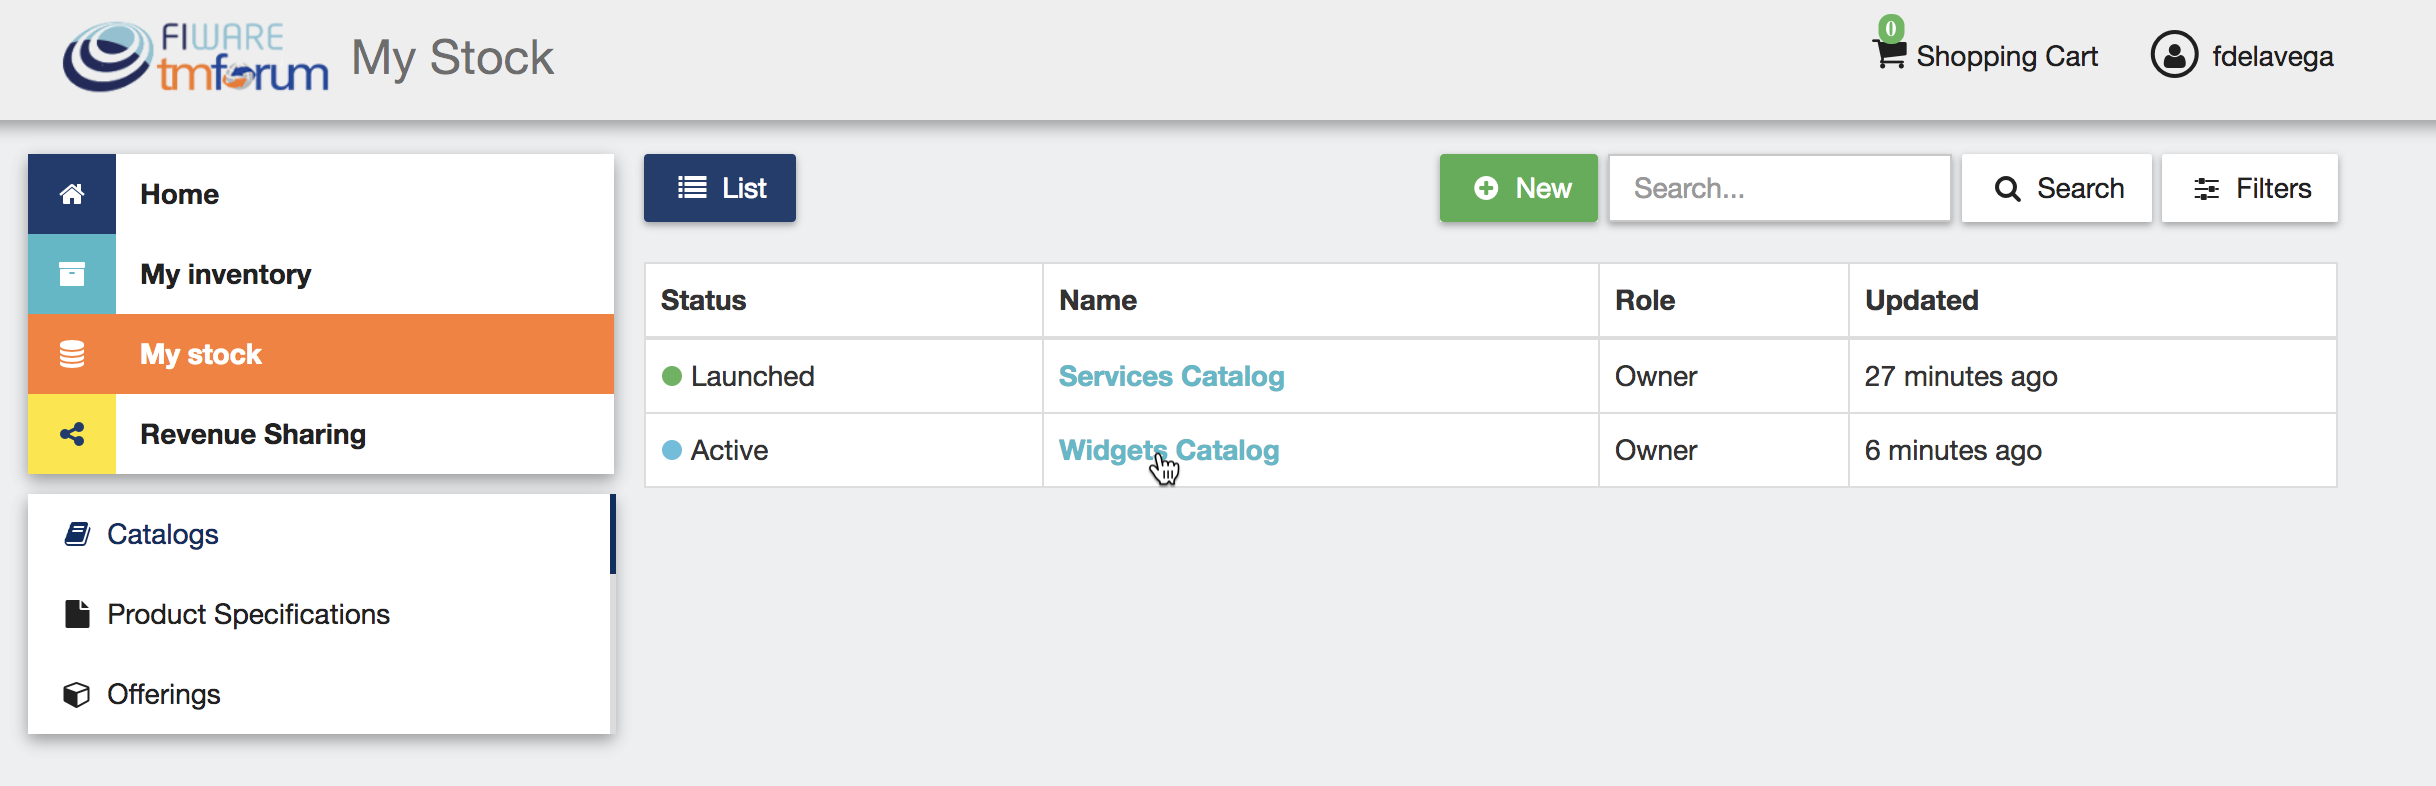 FIWARE
tmforum
My Stock
0
Shopping Cart
fdelavega
Home
My inventory
My stock
Revenue Sharing
Catalogs
Product Specifications
Offerings
List
New
Search...
Search
Filters
Status Name Role Updated
Launched Services Catalog Owner 27 minutes ago
Active Widgets Catalog Owner 6 minutes ago